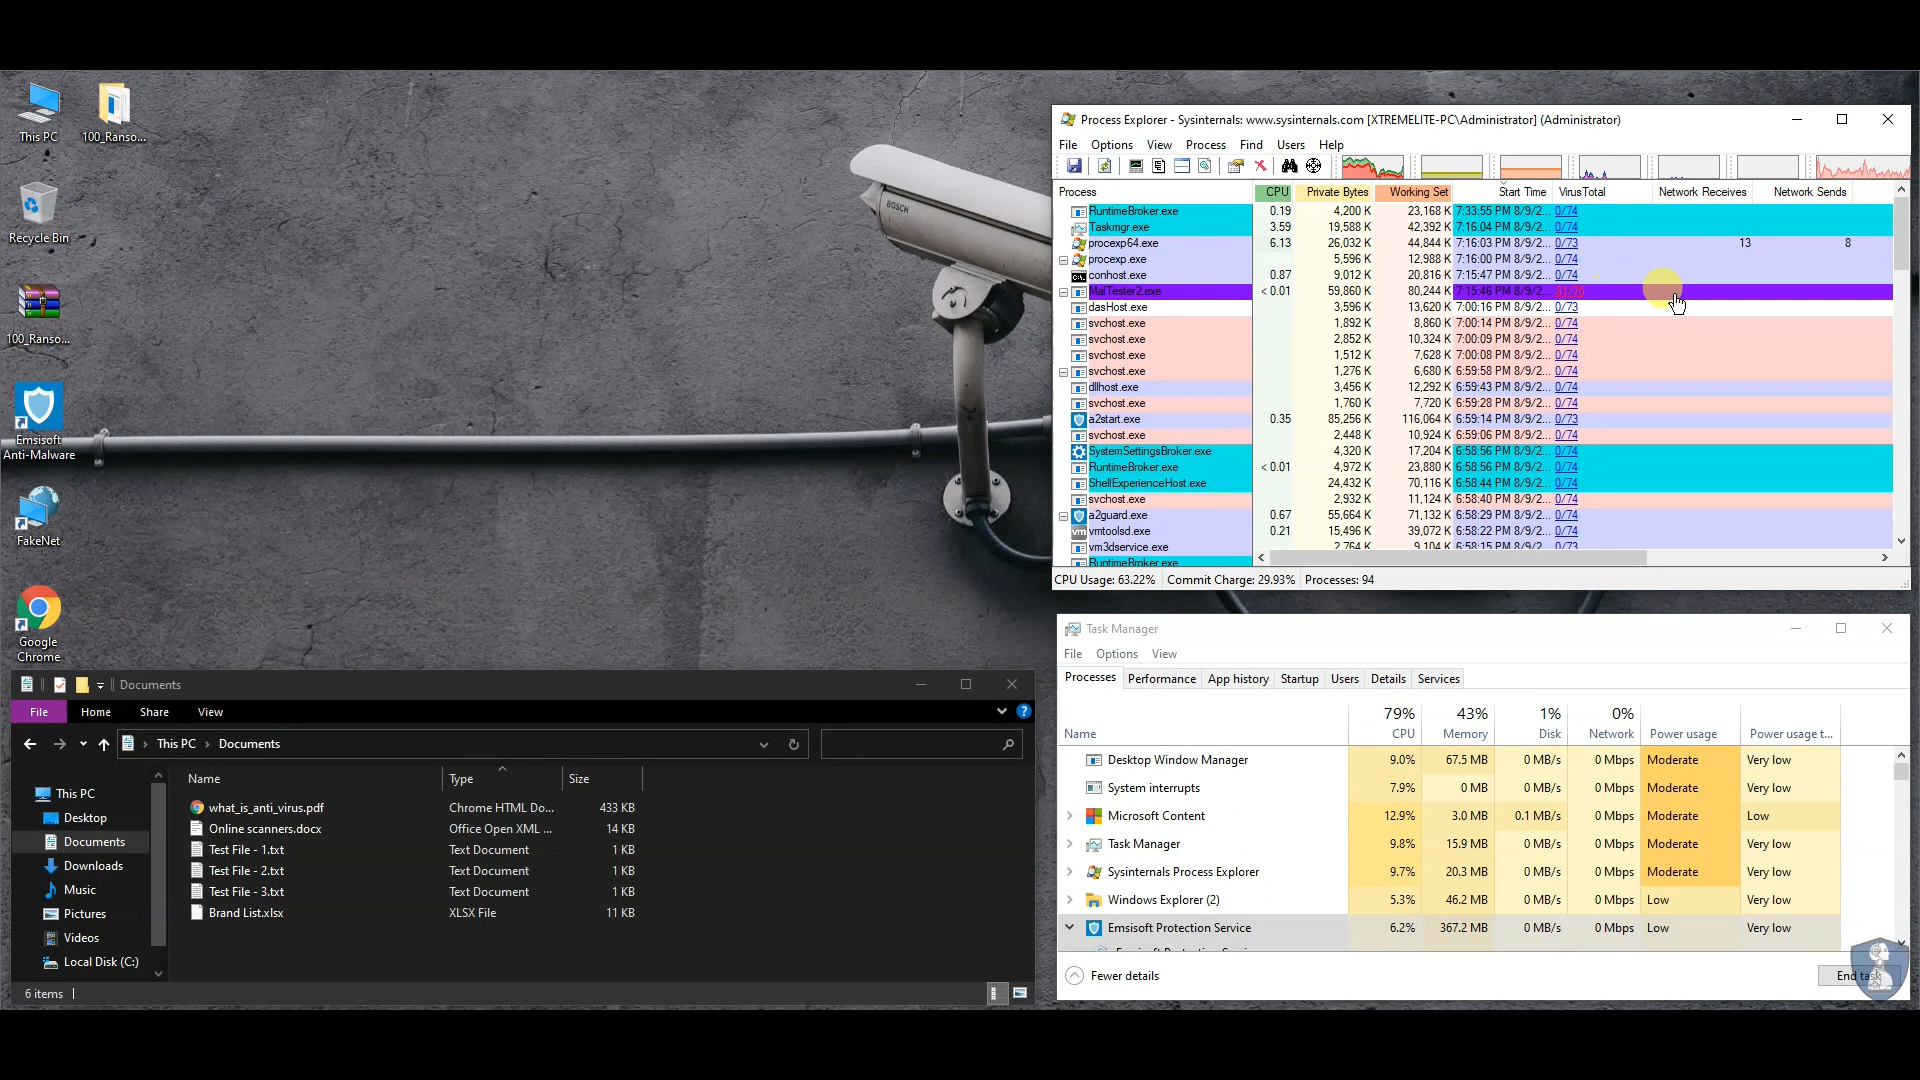 This PC
100_Ranso...
Recycle Bin
100_Ranso...
Emsisoft
Anti-Malware
FakeNet
Google
Chrome
BOSCH
Process Explorer - Sysinternals: www.sysinternals.com [XTREMELITE-PC\Administrator] (Administrator)
File Options View Process Find Users Help
Process CPU Private Bytes Working Set Start Time VirusTotal Network Receives Network Sends
RuntimeBroker.exe 0.19 4,200 K 23,168 K 7:33:55 PM 8/9/2... 0/74
Taskmgr.exe 3.59 19,588 K 42,392 K 7:16:04 PM 8/9/2... 0/74
procexp64.exe 6.13 26,032 K 44,844 K 7:16:03 PM 8/9/2... 0/73 13 8
procexp.exe 5,596 K 12,988 K 7:16:00 PM 8/9/2... 0/74
conhost.exe 0.87 9,012 K 20,816 K 7:15:47 PM 8/9/2... 0/74
MalTester2.exe < 0.01 59,860 K 80,244 K 7:15:46 PM 8/9/2...
dasHost.exe 3,596 K 13,620 K 7:00:16 PM 8/9/2... 0/73
svchost.exe 1,892 K 8,860 K 7:00:14 PM 8/9/2... 0/74
svchost.exe 2,852 K 10,324 K 7:00:09 PM 8/9/2... 0/74
svchost.exe 1,512 K 7,628 K 7:00:08 PM 8/9/2... 0/74
svchost.exe 1,276 K 6,680 K 6:59:58 PM 8/9/2... 0/74
dllhost.exe 3,456 K 12,292 K 6:59:43 PM 8/9/2... 0/74
svchost.exe 1,760 K 7,720 K 6:59:28 PM 8/9/2... 0/74
a2start.exe 0.35 85,256 K 116,064 K 6:59:14 PM 8/9/2... 0/73
svchost.exe 2,448 K 10,924 K 6:59:06 PM 8/9/2... 0/74
SystemSettingsBroker.exe 4,320 K 17,204 K 6:58:56 PM 8/9/2... 0/74
RuntimeBroker.exe < 0.01 4,972 K 23,880 K 6:58:56 PM 8/9/2... 0/74
ShellExperienceHost.exe 24,432 K 70,116 K 6:58:44 PM 8/9/2... 0/74
svchost.exe 2,932 K 11,124 K 6:58:40 PM 8/9/2... 0/74
a2guard.exe 0.67 55,664 K 71,132 K 6:58:29 PM 8/9/2... 0/74
vmtoolsd.exe 0.21 15,496 K 39,072 K 6:58:22 PM 8/9/2... 0/74
vm3dservice.exe 2,764 K 9,104 K 6:58:15 PM 8/9/2... 0/73
RuntimeBroker.exe
CPU Usage: 63.22% Commit Charge: 29.93% Processes: 94
Task Manager
File Options View
Processes Performance App history Startup Users Details Services
79% 43% 1% 0%
Name CPU Memory Disk Network Power usage Power usage t...
Desktop Window Manager 9.0% 67.5 MB 0 MB/s 0 Mbps Moderate Very low
System interrupts 7.9% 0 MB 0 MB/s 0 Mbps Moderate Very low
Microsoft Content 12.9% 3.0 MB 0.1 MB/s 0 Mbps Moderate Low
Task Manager 9.8% 15.9 MB 0 MB/s 0 Mbps Moderate Very low
Sysinternals Process Explorer 9.7% 20.3 MB 0 MB/s 0 Mbps Moderate Very low
Windows Explorer (2) 5.3% 46.2 MB 0 MB/s 0 Mbps Low Very low
Emsisoft Protection Service 6.2% 367.2 MB 0 MB/s 0 Mbps Low Very low
Fewer details
End task
Documents
File Home Share View
This PC > Documents
Name Type Size
This PC
Desktop
Documents
Downloads
Music
Pictures
Videos
Local Disk (C:)
what_is_anti_virus.pdf Chrome HTML Do... 433 KB
Online scanners.docx Office Open XML ... 14 KB
Test File - 1.txt Text Document 1 KB
Test File - 2.txt Text Document 1 KB
Test File - 3.txt Text Document 1 KB
Brand List.xlsx XLSX File 11 KB
6 items